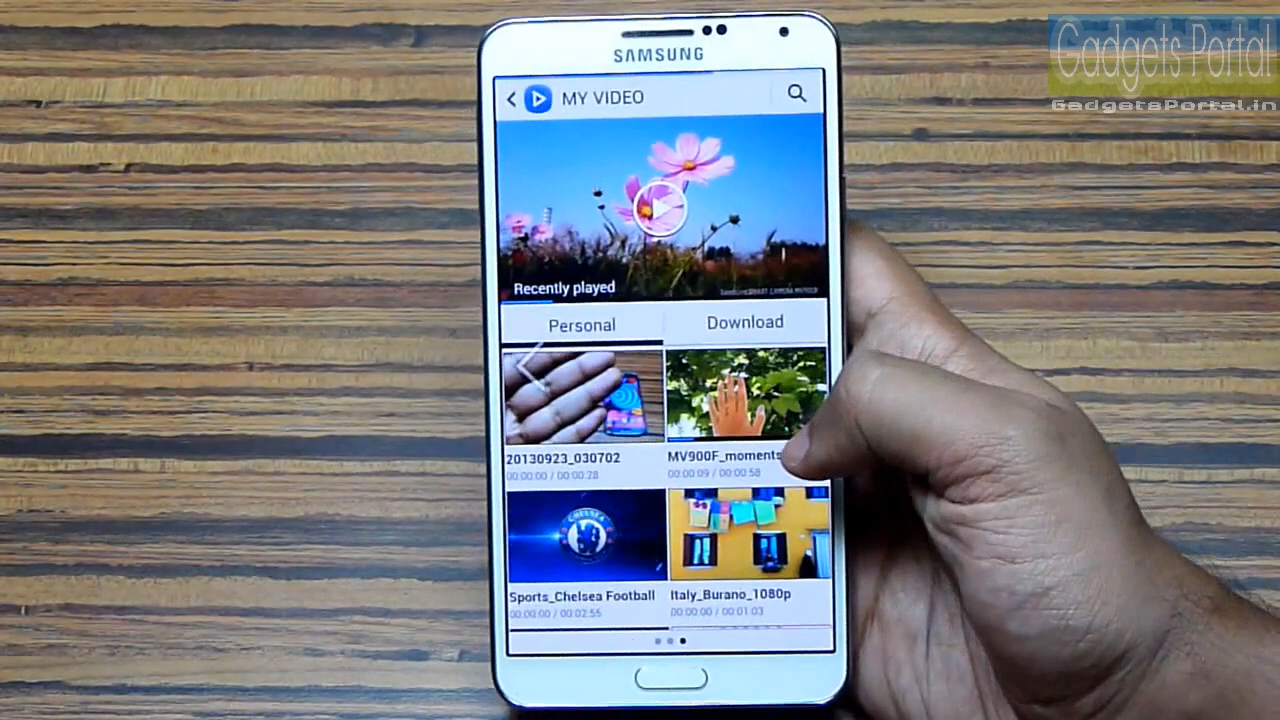 Gadgets Portal
GadgetsPortal.in
SAMSUNG
MY VIDEO
Recently played
Personal
Download
20130923_030702
00:00:00 / 00:00:28
MV900F_moments
00:00:09 / 00:00:58
CHELSEA
Sports_Chelsea Football
00:00:00 / 00:02:55
Italy_Burano_1080p
00:00:00 / 00:01:03